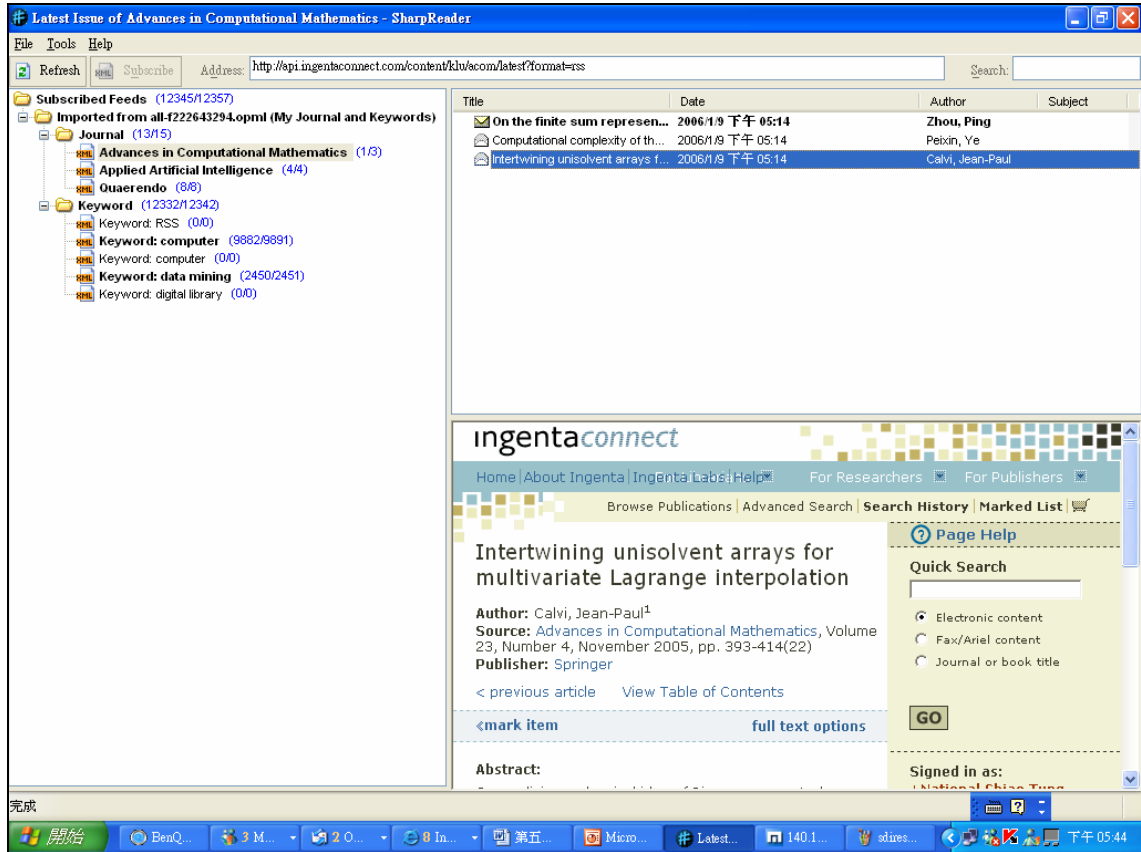 Latest Issue of Advances in Computational Mathematics - SharpReader
File Tools Help
Refresh Subscribe Address: http://api.ingentaconnect.com/content/klu/acom/latest?format=rss Search:
Subscribed Feeds (12345/12357)
Imported from all-f222643294.opml (My Journal and Keywords)
Journal (13/15)
XML Advances in Computational Mathematics (1/3)
XML Applied Artificial Intelligence (4/4)
XML Quaerendo (8/8)
Keyword (12332/12342)
XML Keyword: RSS (0/0)
XML Keyword: computer (9882/9891)
XML Keyword: computer (0/0)
XML Keyword: data mining (2450/2451)
XML Keyword: digital library (0/0)
Title Date Author Subject
On the finite sum represen... 2006/1/9 下午 05:14 Zhou, Ping
Computational complexity of th... 2006/1/9 下午 05:14 Peixin, Ye
Intertwining unisolvent arrays f... 2006/1/9 下午 05:14 Calvi, Jean-Paul
ingentaconnect
Home | About Ingenta | Ingenta Labs | Help For Researchers For Publishers
Browse Publications | Advanced Search | Search History | Marked List |
Intertwining unisolvent arrays for
multivariate Lagrange interpolation
Author: Calvi, Jean-Paul1
Source: Advances in Computational Mathematics, Volume
23, Number 4, November 2005, pp. 393-414(22)
Publisher: Springer
< previous article View Table of Contents
«mark item full text options
Abstract:
? Page Help
Quick Search
Electronic content
Fax/Ariel content
Journal or book title
GO
Signed in as:
National Chiao Tung
完成
開始 BenQ... 3 M... 2 O... 8 In... 第五... Micro... Latest... 140.1... sdires... 下午 05:44